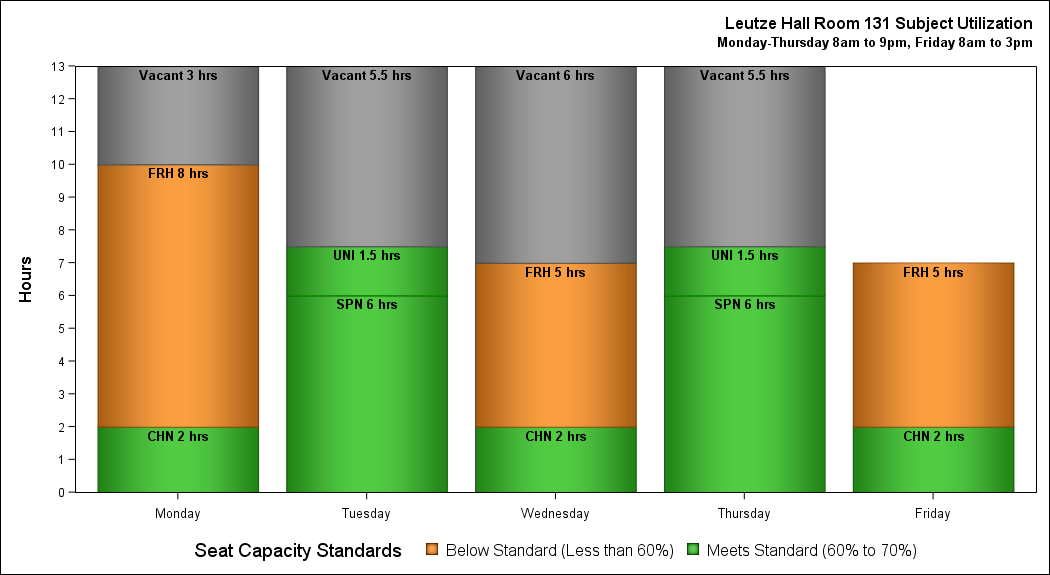 Leutze Hall Room 131 Subject Utilization
Monday-Thursday 8am to 9pm, Friday 8am to 3pm
Hours
13
12
11
10
9
8
7
6
5
4
3
2
1
0
Vacant 3 hrs
FRH 8 hrs
CHN 2 hrs
Vacant 5.5 hrs
UNI 1.5 hrs
SPN 6 hrs
Vacant 6 hrs
FRH 5 hrs
CHN 2 hrs
Vacant 5.5 hrs
UNI 1.5 hrs
SPN 6 hrs
FRH 5 hrs
CHN 2 hrs
Monday Tuesday Wednesday Thursday Friday
Seat Capacity Standards Below Standard (Less than 60%) Meets Standard (60% to 70%)